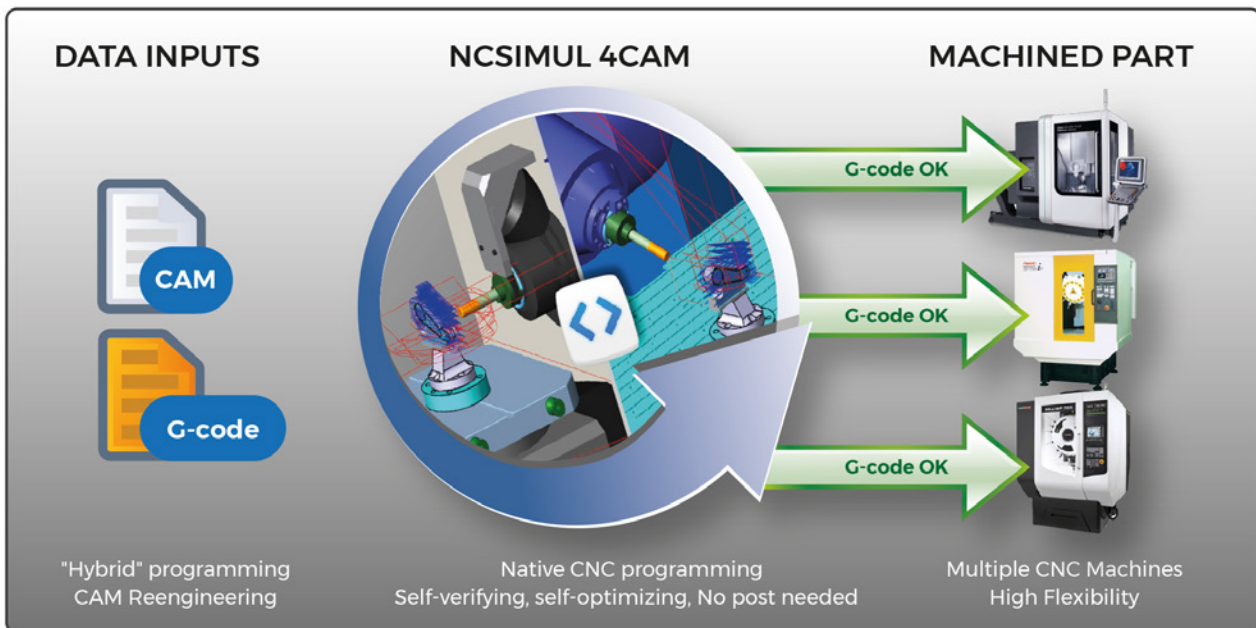 DATA INPUTS
NCSIMUL 4CAM
MACHINED PART
CAM
G-code
G-code OK
G-code OK
G-code OK
"Hybrid" programming
CAM Reengineering
Native CNC programming
Self-verifying, self-optimizing, No post needed
Multiple CNC Machines
High Flexibility